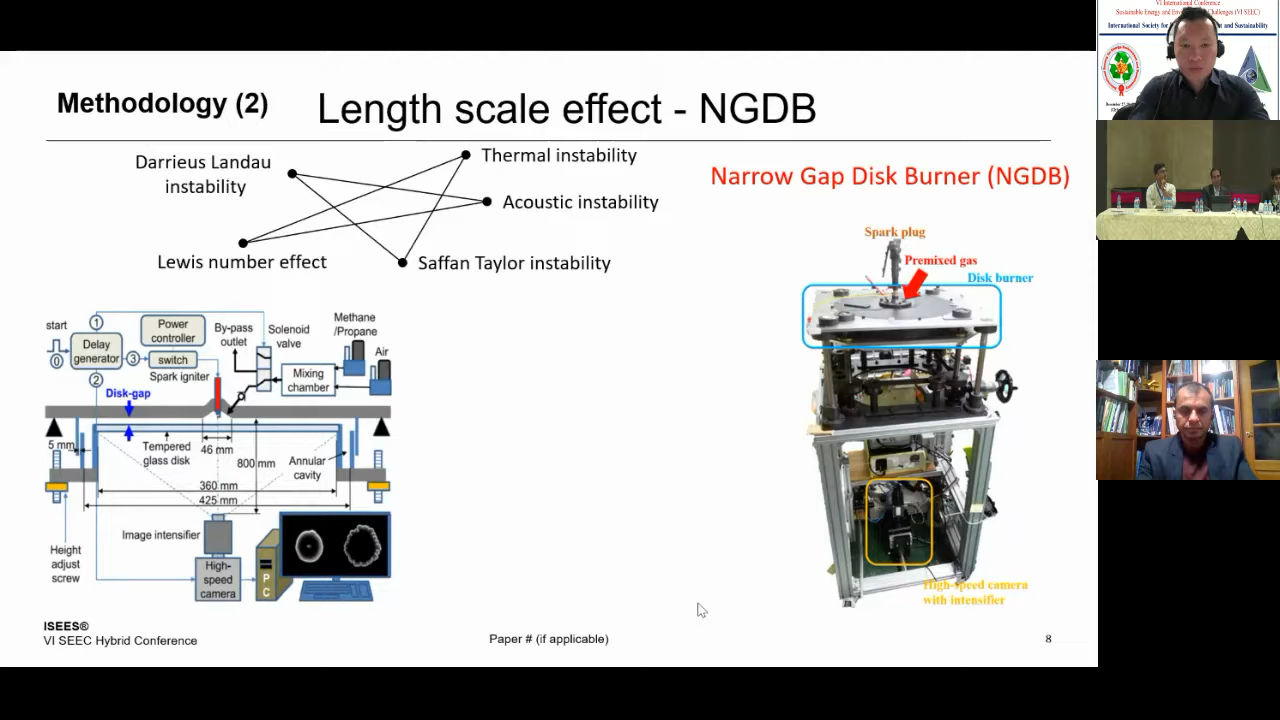 Methodology (2)
Length scale effect - NGDB
Darrieus Landau
instability
Thermal instability
Acoustic instability
Lewis number effect
Saffan Taylor instability
Narrow Gap Disk Burner (NGDB)
start
0
1
Delay
generator
2
3
Power
controller
switch
Spark igniter
By-pass
outlet
Solenoid
valve
Methane
/Propane
Air
Mixing
chamber
Disk-gap
5 mm
Tempered
glass disk
46 mm
800 mm
Annular
cavity
360 mm
425 mm
Image intensifier
Height
adjust
screw
High-
speed
camera
P
C
Spark plug
Premixed gas
Disk burner
High-speed camera
with intensifier
ISEES®
VI SEEC Hybrid Conference
Paper # (if applicable)
8
VI International Conference
Sustainable Energy and
Challenges (VI SEEC)
International Society for
and Sustainability